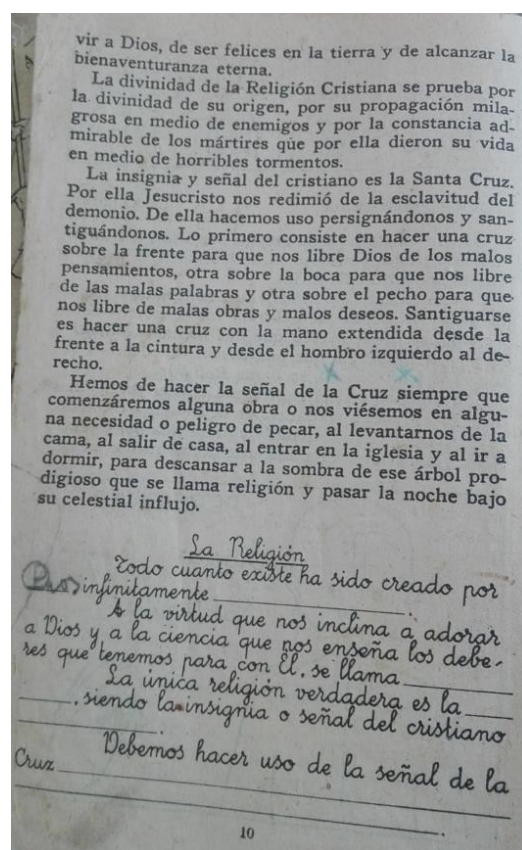 vir a Dios, de ser felices en la tierra y de alcanzar la
bienaventuranza eterna.
La divinidad de la Religión Cristiana se prueba por
la divinidad de su origen, por su propagación mila-
grosa en medio de enemigos y por la constancia ad-
mirable de los mártires que por ella dieron su vida
en medio de horribles tormentos.
La insignia y señal del cristiano es la Santa Cruz.
Por ella Jesucristo nos redimió de la esclavitud del
demonio. De ella hacemos uso persignándonos y san-
tiguándonos. Lo primero consiste en hacer una cruz
sobre la frente para que nos libre Dios de los malos
pensamientos, otra sobre la boca para que nos libre
de las malas palabras y otra sobre el pecho para que
nos libre de malas obras y malos deseos. Santiguarse
es hacer una cruz con la mano extendida desde la
frente a la cintura y desde el hombro izquierdo al de-
recho.
Hemos de hacer la señal de la Cruz siempre que
comenzáremos alguna obra o nos viésemos en algu-
na necesidad o peligro de pecar, al levantarnos de la
cama, al salir de casa, al entrar en la iglesia y al ir a
dormir, para descansar a la sombra de ese árbol pro-
digioso que se llama religión y pasar la noche bajo
su celestial influjo.
La Religión
Todo cuanto existe ha sido creado por
Dios infinitamente ____.
A la virtud que nos inclina a adorar
a Dios y a la ciencia que nos enseña los debe-
res que tenemos para con Él, se llama ____
La única religión verdadera es la ____
____, siendo la insignia o señal del cristiano
____.
Debemos hacer uso de la señal de la
Cruz ____
____.
10